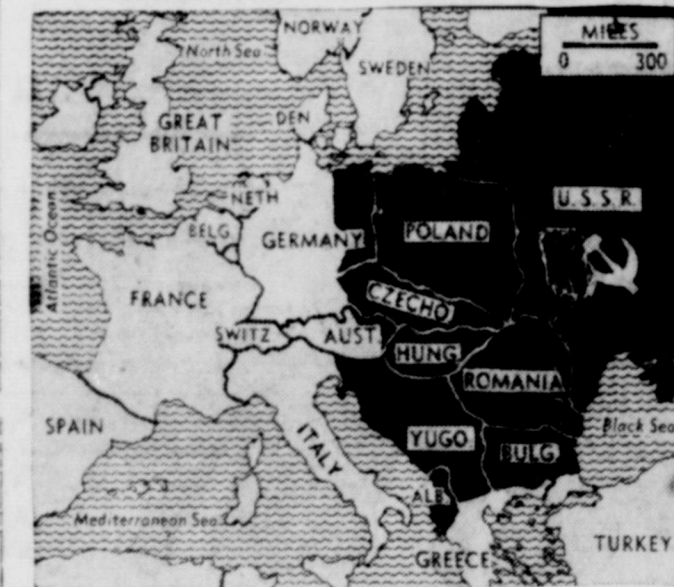 NORWAY
MILES
0 300
North Sea
SWEDEN
GREAT
BRITAIN
DEN
NETH
U.S.S.R.
BELG.
GERMANY
POLAND
Atlantic Ocean
CZECHO
FRANCE
SWITZ
AUST.
HUNG
ROMANIA
SPAIN
ITALY
YUGO
BULG.
Black Sea
ALB.
Mediterranean Sea
GREECE
TURKEY